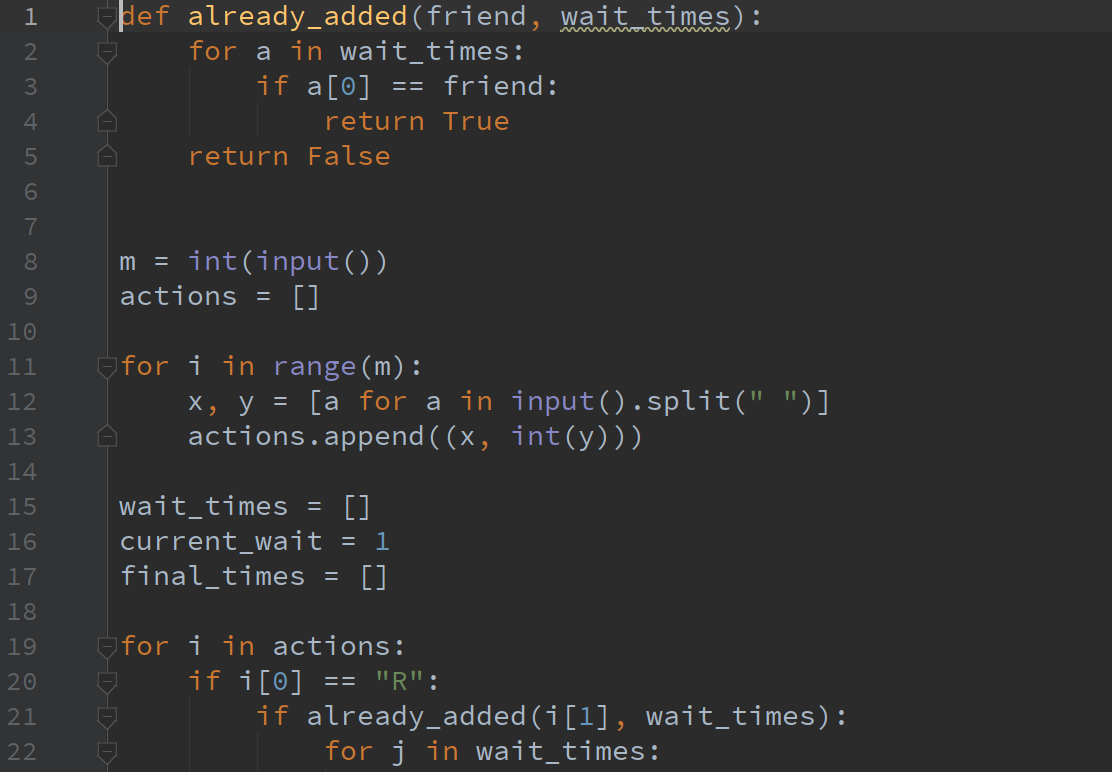 1 def already_added(friend, wait_times):
2     for a in wait_times:
3         if a[0] == friend:
4             return True
5     return False
6
7
8 m = int(input())
9 actions = []
10
11 for i in range(m):
12     x, y = [a for a in input().split(" ")]
13     actions.append((x, int(y)))
14
15 wait_times = []
16 current_wait = 1
17 final_times = []
18
19 for i in actions:
20     if i[0] == "R":
21         if already_added(i[1], wait_times):
22             for j in wait_times: